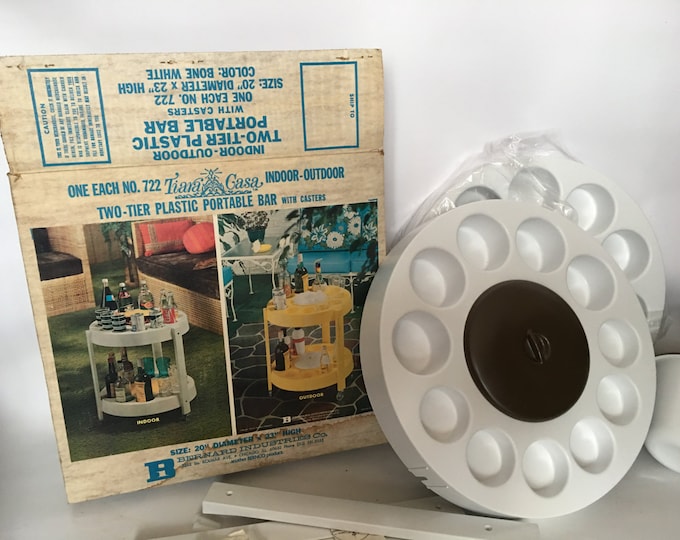 CAUTION
SHIP TO
INDOOR-OUTDOOR
TWO-TIER PLASTIC
PORTABLE BAR
WITH CASTERS
ONE EACH NO. 722
SIZE: 20" DIAMETER x 23" HIGH
COLOR: BONE WHITE
ONE EACH NO. 722 Tiara Casa INDOOR-OUTDOOR
TWO-TIER PLASTIC PORTABLE BAR WITH CASTERS
INDOOR
OUTDOOR
SIZE: 20" DIAMETER x 23" HIGH
B BERNARD INDUSTRIES CO.